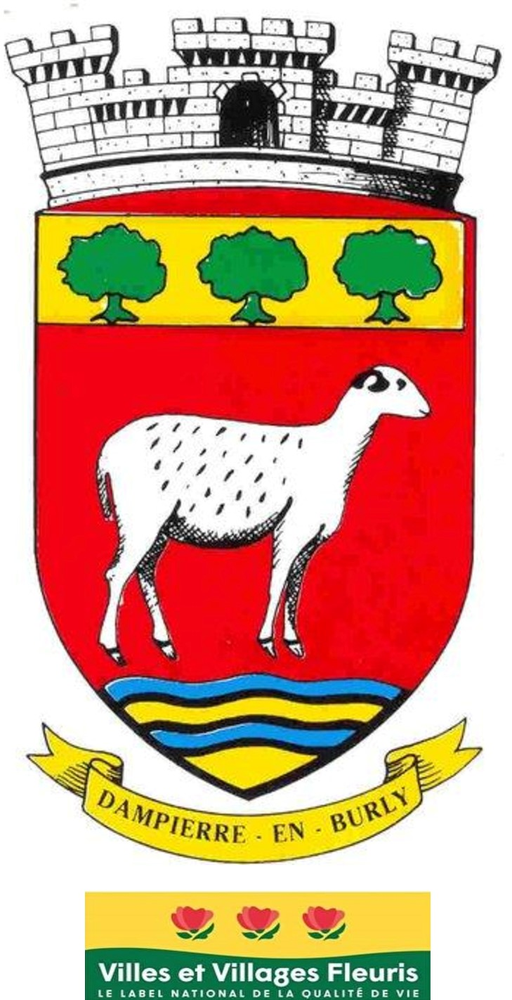 DAMPIERRE - EN - BURLY
Villes et Villages Fleuris
LE LABEL NATIONAL DE LA QUALITÉ DE VIE